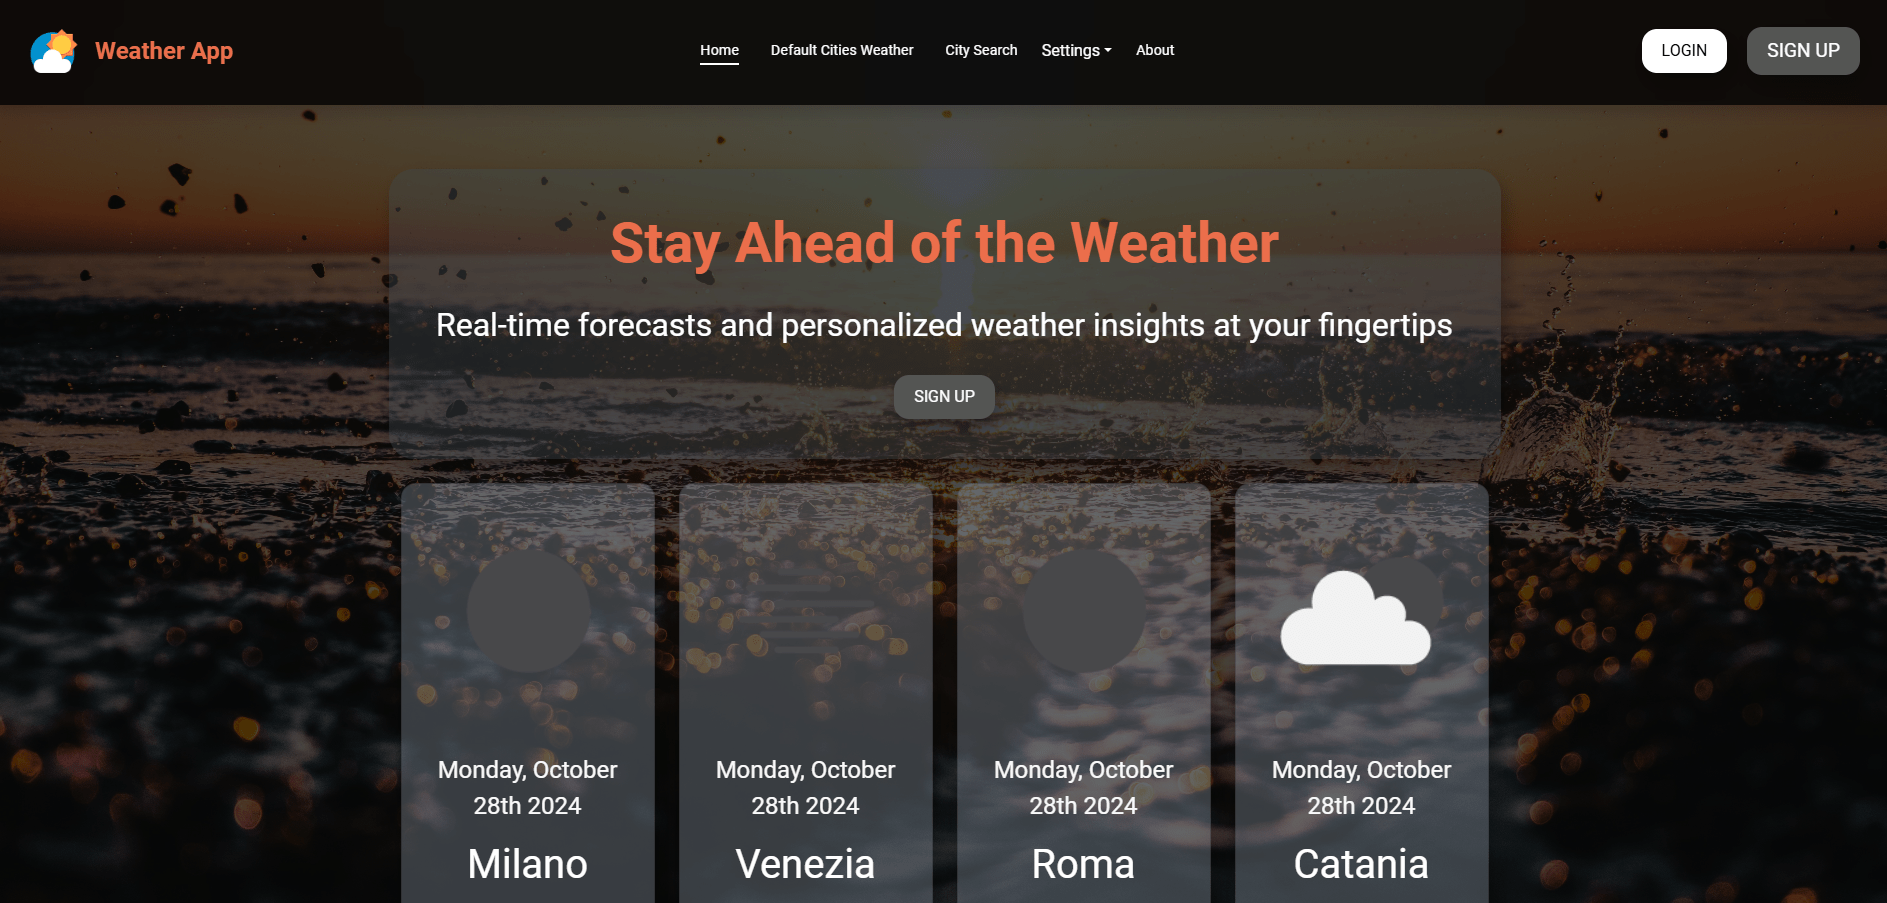 Weather App
Home
Default Cities Weather
City Search
Settings
About
LOGIN
SIGN UP
Stay Ahead of the Weather
Real-time forecasts and personalized weather insights at your fingertips
SIGN UP
Monday, October
28th 2024
Milano
Monday, October
28th 2024
Venezia
Monday, October
28th 2024
Roma
Monday, October
28th 2024
Catania